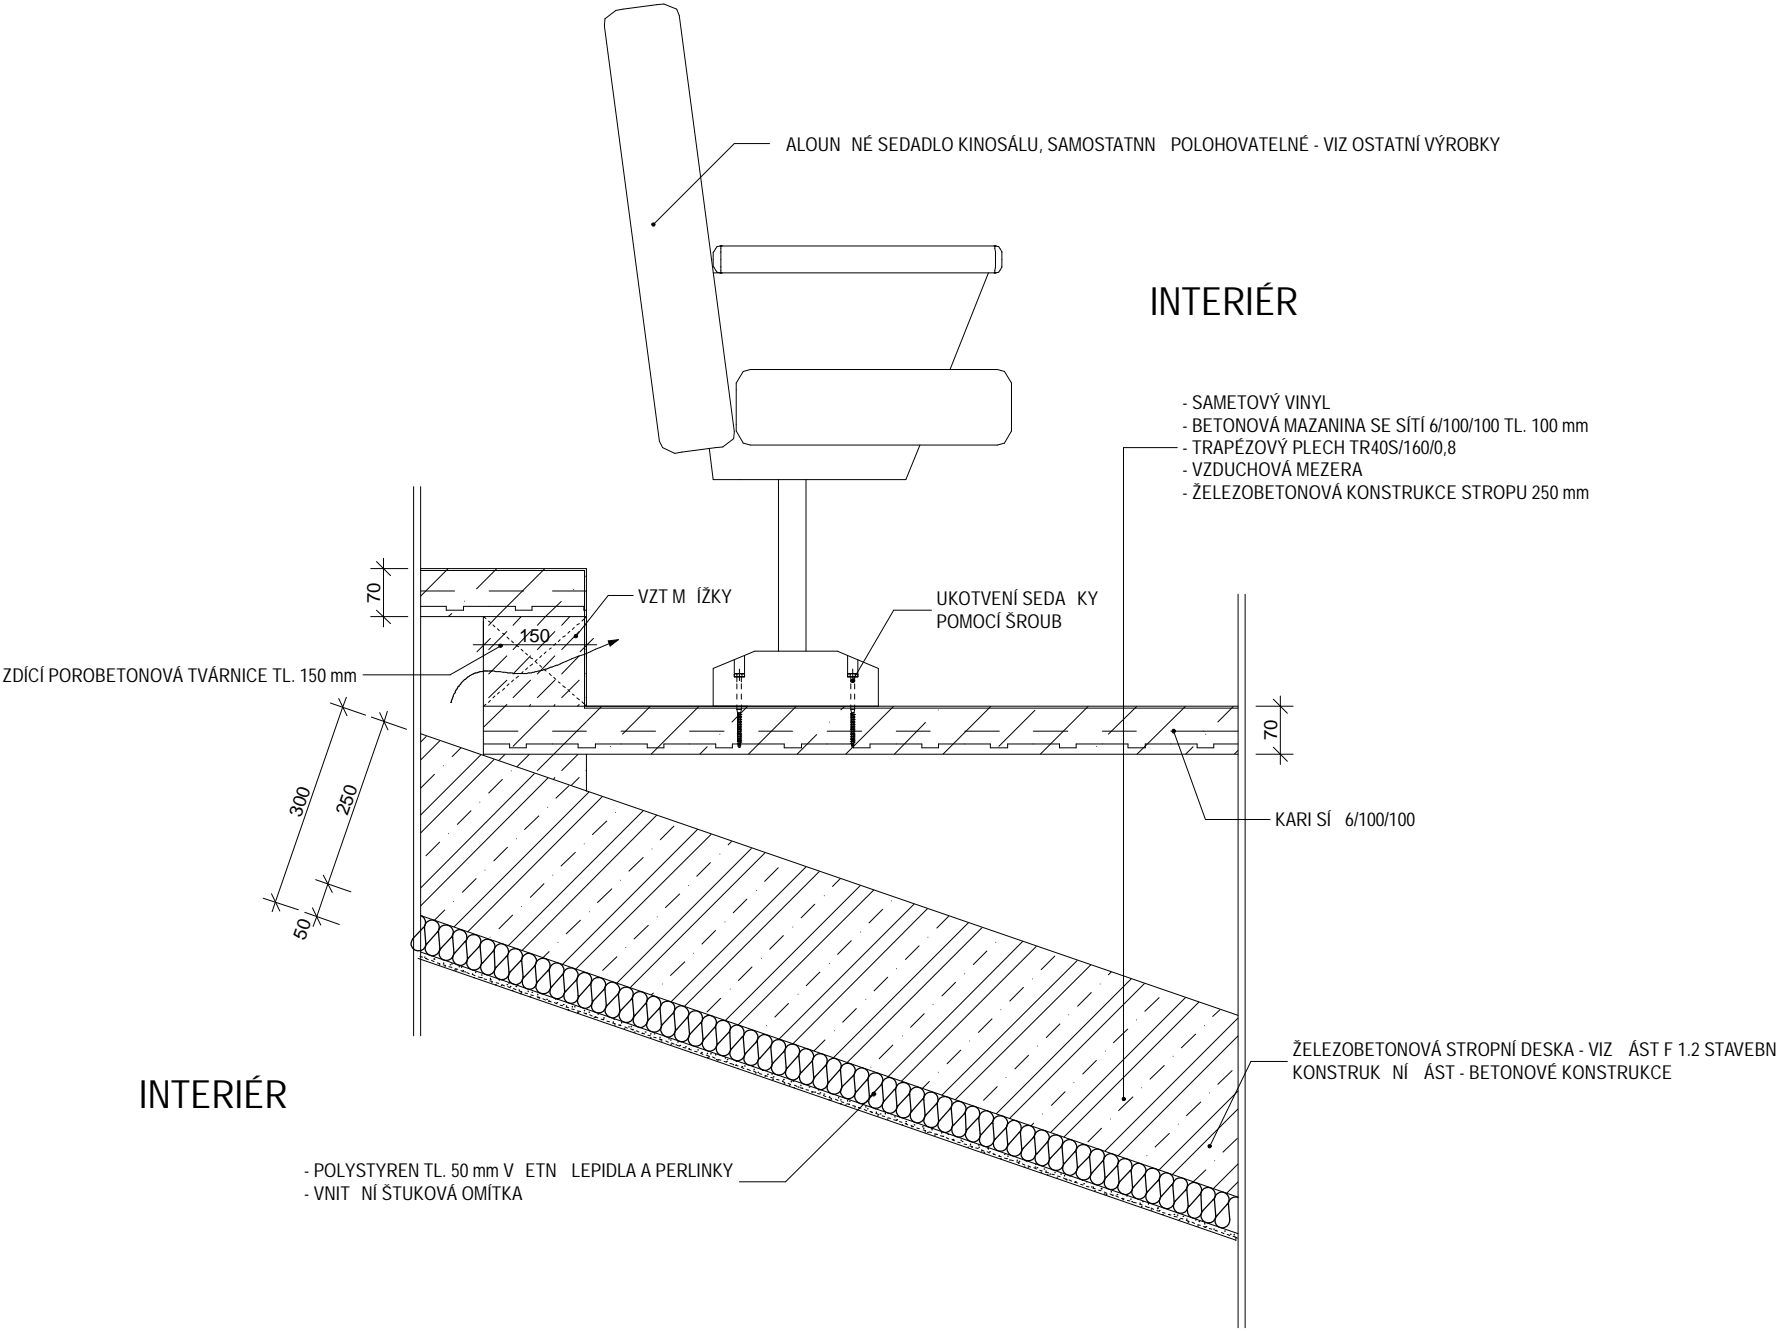 ALOUN NÉ SEDADLO KINOSÁLU, SAMOSTATNN POLOHOVATELNÉ - VIZ OSTATNÍ VÝROBKY
INTERIÉR
- SAMETOVÝ VINYL
- BETONOVÁ MAZANINA SE SÍTÍ 6/100/100 TL. 100 mm
- TRAPÉZOVÝ PLECH TR40S/160/0,8
- VZDUCHOVÁ MEZERA
- ŽELEZOBETONOVÁ KONSTRUKCE STROPU 250 mm
70
VZT M ÍŽKY
UKOTVENÍ SEDA KY
POMOCÍ ŠROUB
150
ZDÍCÍ POROBETONOVÁ TVÁRNICE TL. 150 mm
70
300
250
50
KARI SÍ 6/100/100
ŽELEZOBETONOVÁ STROPNÍ DESKA - VIZ ÁST F 1.2 STAVEBN
KONSTRUK NÍ ÁST - BETONOVÉ KONSTRUKCE
INTERIÉR
- POLYSTYREN TL. 50 mm V ETN LEPIDLA A PERLINKY
- VNIT NÍ ŠTUKOVÁ OMÍTKA